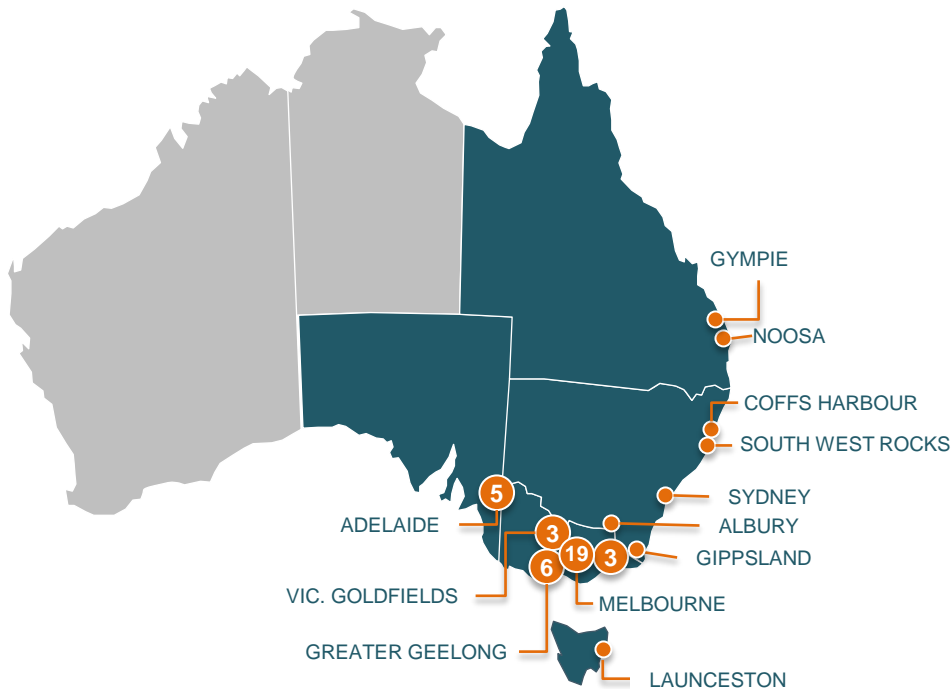 GYMPIE
NOOSA
COFFS HARBOUR
SOUTH WEST ROCKS
SYDNEY
5
ADELAIDE
ALBURY
3
19
3
GIPPSLAND
6
VIC. GOLDFIELDS
MELBOURNE
GREATER GEELONG
LAUNCESTON